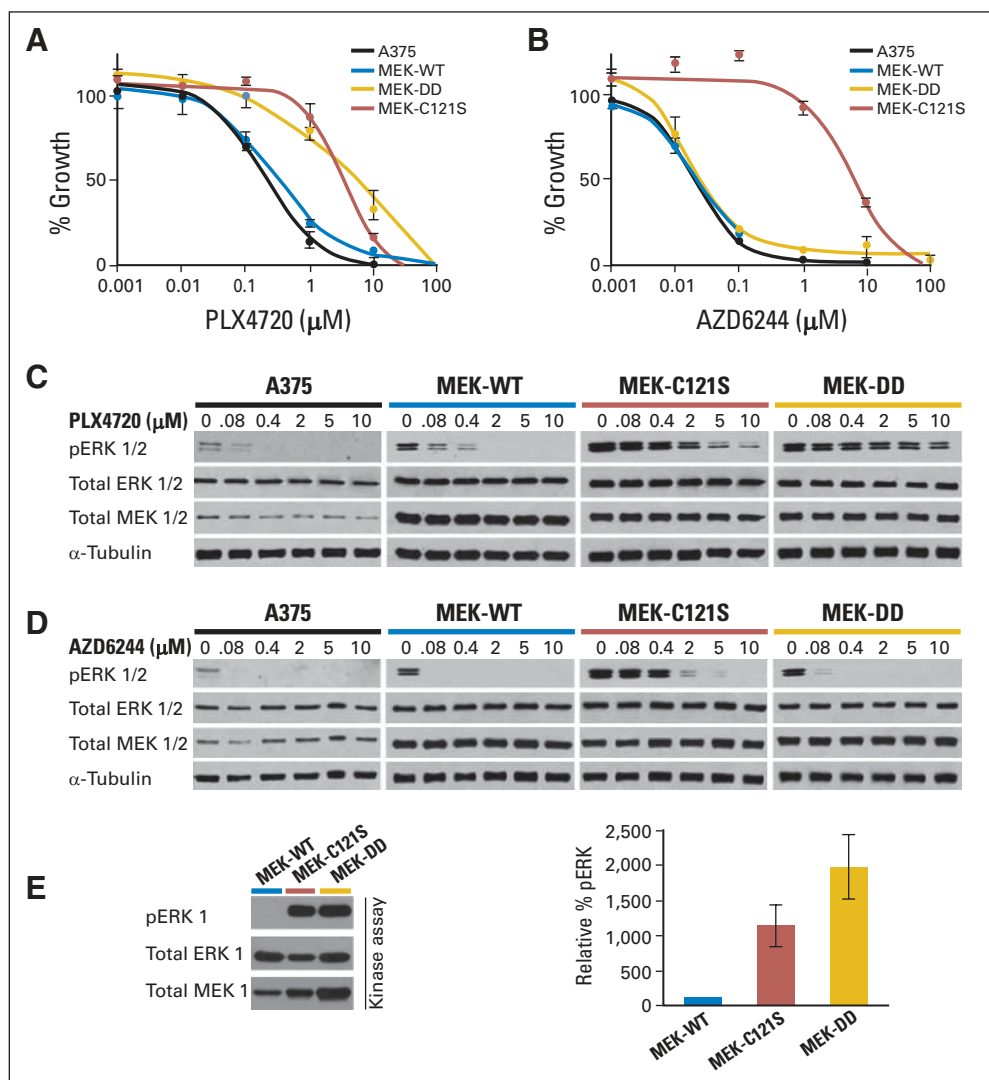 A
A375
MEK-WT
MEK-DD
MEK-C121S
% Growth
100
50
0
0.001 0.01 0.1 1 10 100
PLX4720 (μM)
B
A375
MEK-WT
MEK-DD
MEK-C121S
% Growth
100
50
0
0.001 0.01 0.1 1 10 100
AZD6244 (μM)
C
A375 MEK-WT MEK-C121S MEK-DD
PLX4720 (μM) 0 .08 0.4 2 5 10 0 .08 0.4 2 5 10 0 .08 0.4 2 5 10 0 .08 0.4 2 5 10
pERK 1/2
Total ERK 1/2
Total MEK 1/2
α-Tubulin
D
A375 MEK-WT MEK-C121S MEK-DD
AZD6244 (μM) 0 .08 0.4 2 5 10 0 .08 0.4 2 5 10 0 .08 0.4 2 5 10 0 .08 0.4 2 5 10
pERK 1/2
Total ERK 1/2
Total MEK 1/2
α-Tubulin
E
MEK-WT
MEK-C121S
MEK-DD
pERK 1
Total ERK 1
Total MEK 1
Kinase assay
Relative % pERK
2,500
2,000
1,500
1,000
500
0
MEK-WT
MEK-C121S
MEK-DD